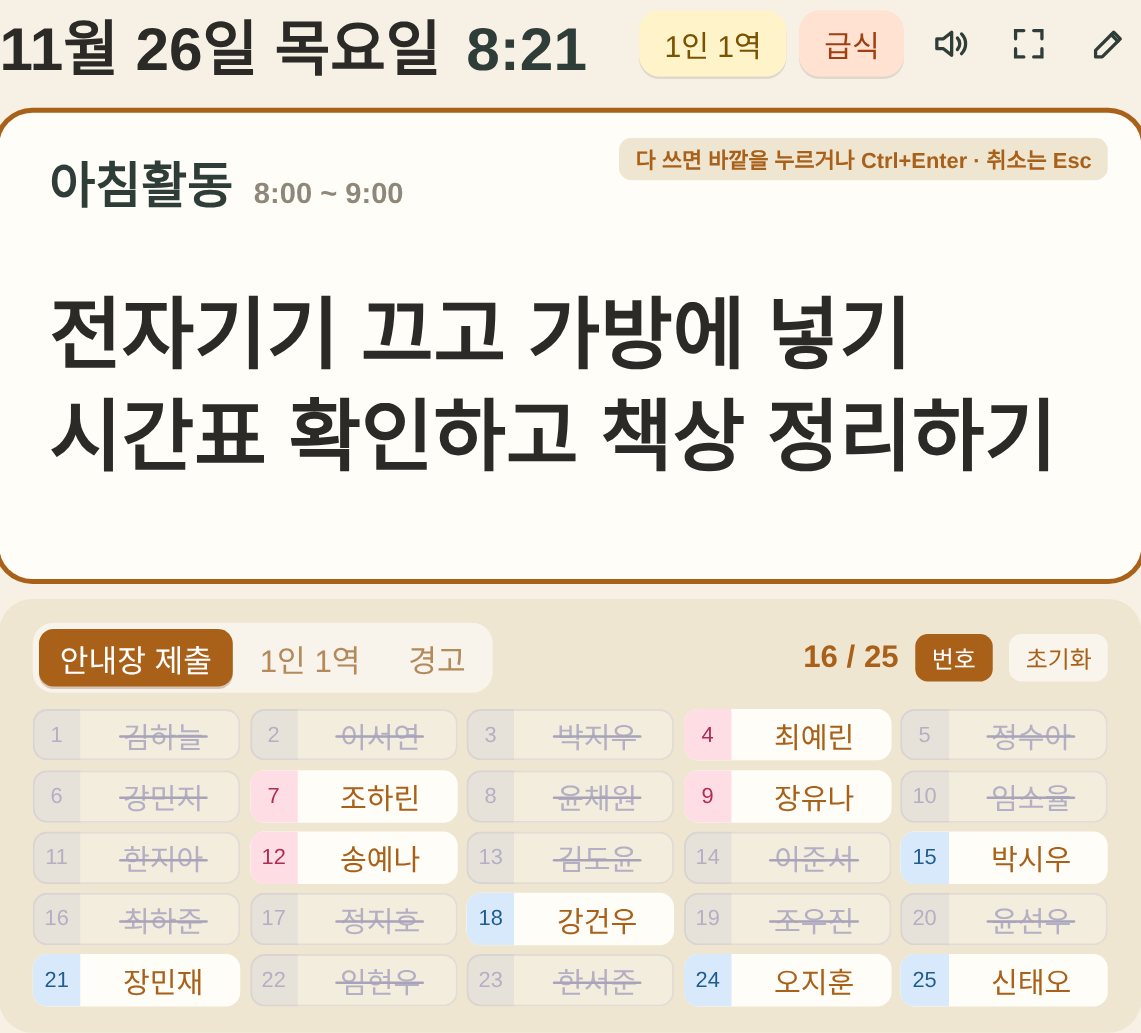 11월 26일 목요일 8:21 1인 1역 급식
아침활동 8:00 ~ 9:00 다 쓰면 바깥을 누르거나 Ctrl+Enter · 취소는 Esc
전자기기 끄고 가방에 넣기
시간표 확인하고 책상 정리하기
안내장 제출 1인 1역 경고 16 / 25 번호 초기화
1 김하늘 2 이서연 3 박지우 4 최예린 5 정수아
6 강민지 7 조하린 8 윤채원 9 장유나 10 임소율
11 한지아 12 송예나 13 김도윤 14 이준서 15 박시우
16 최하준 17 정지호 18 강건우 19 조우진 20 윤선우
21 장민재 22 임현우 23 한서준 24 오지훈 25 신태오